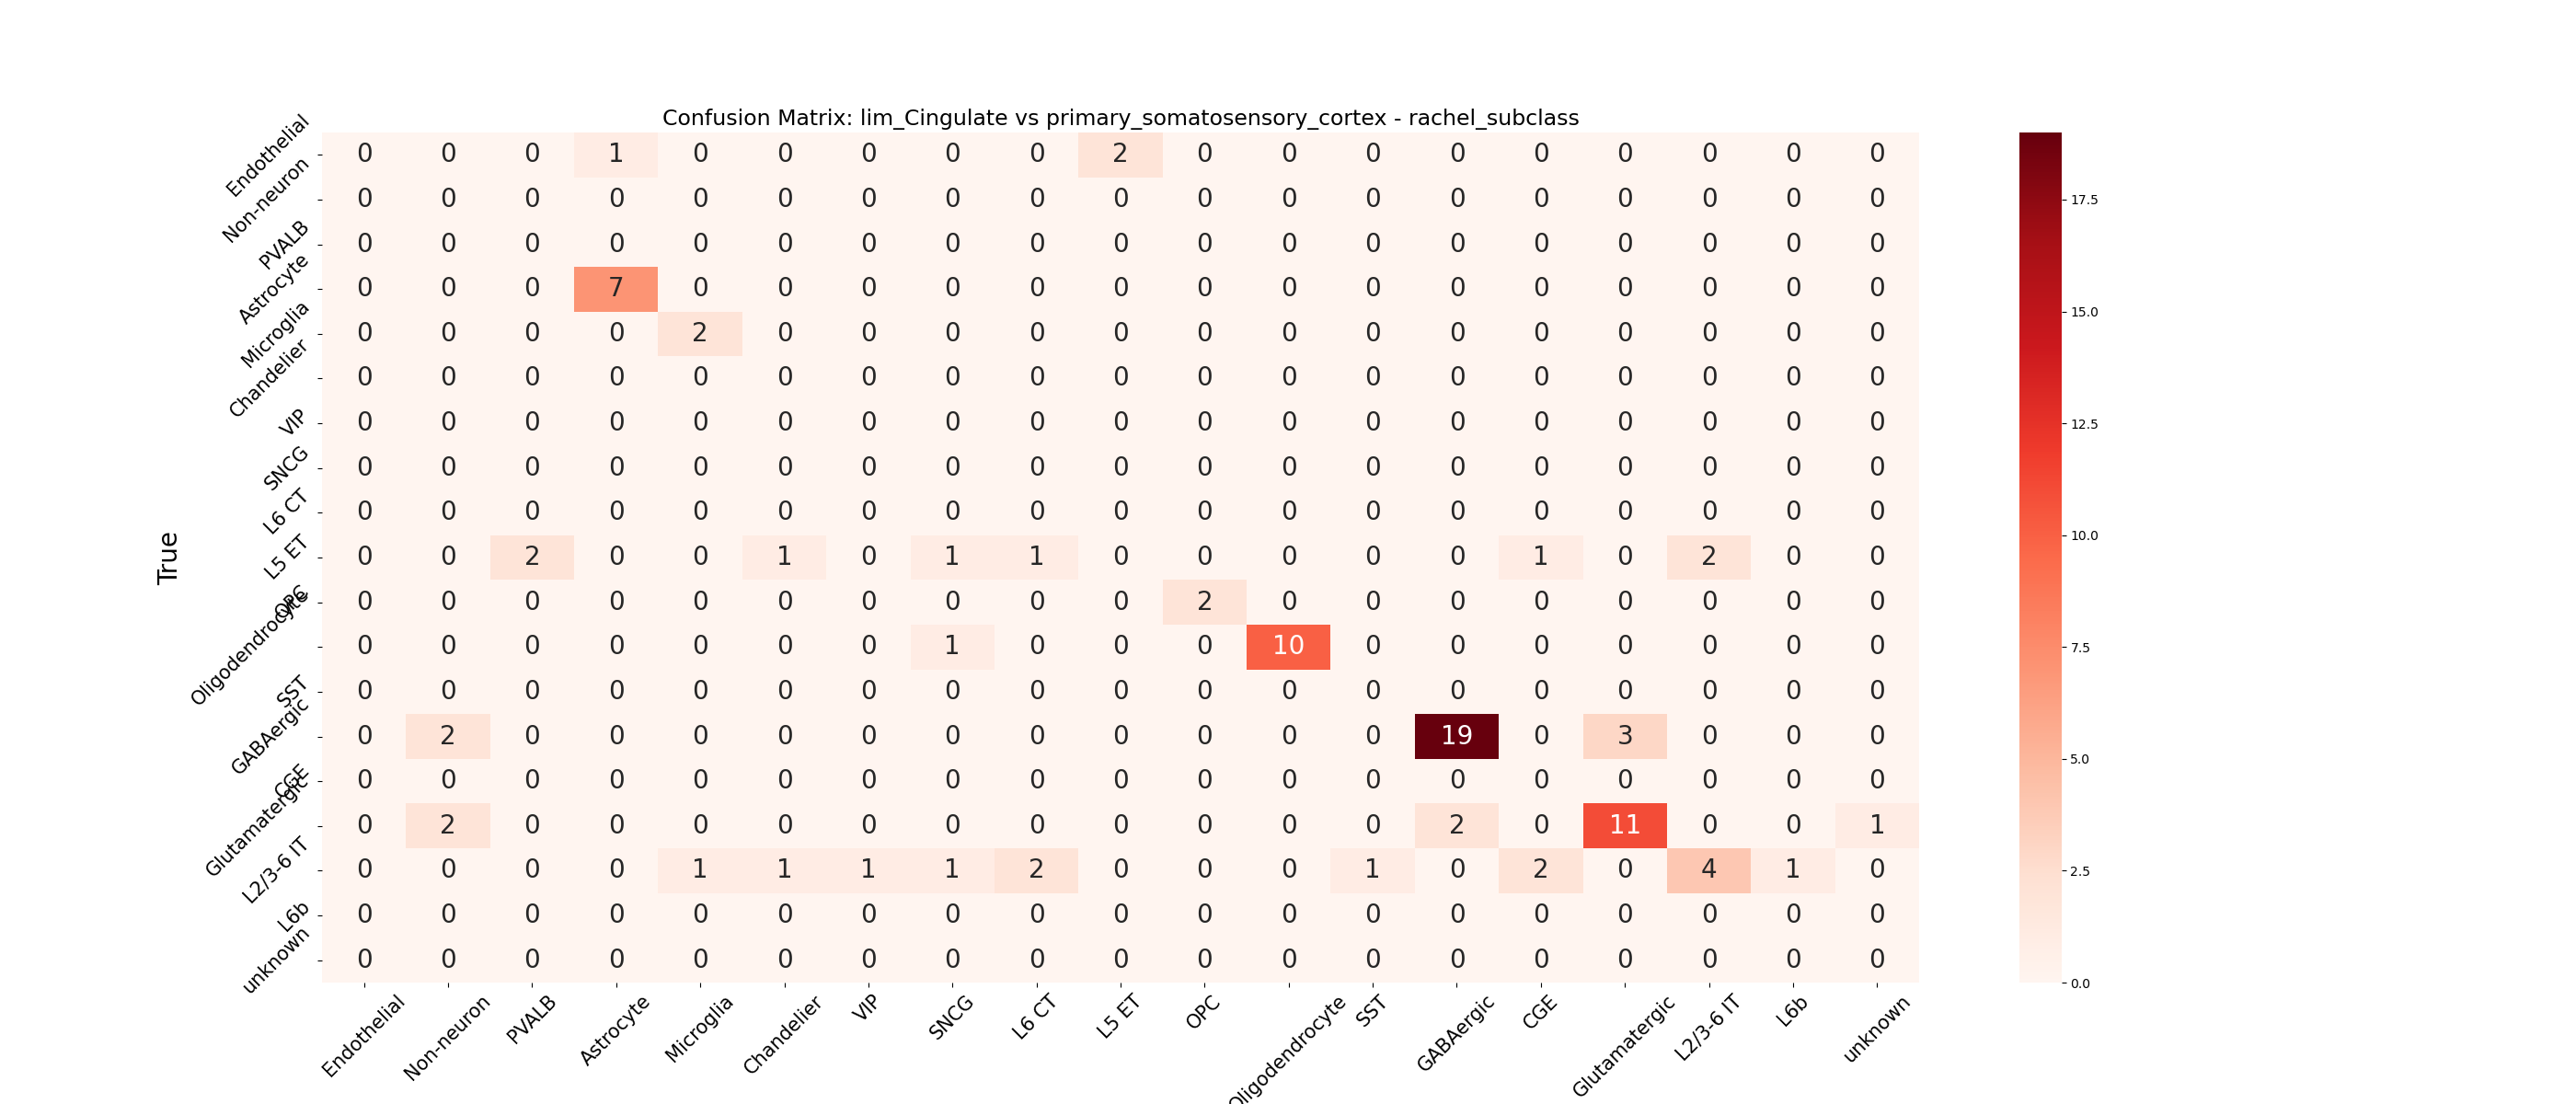 Confusion Matrix: lim_Cingulate vs primary_somatosensory_cortex - rachel_subclass
True
Endothelial 0 0 0 1 0 0 0 0 0 2 0 0 0 0 0 0 0 0 0
Non-neuron 0 0 0 0 0 0 0 0 0 0 0 0 0 0 0 0 0 0 0
PVALB 0 0 0 0 0 0 0 0 0 0 0 0 0 0 0 0 0 0 0
Astrocyte 0 0 0 7 0 0 0 0 0 0 0 0 0 0 0 0 0 0 0
Microglia 0 0 0 0 2 0 0 0 0 0 0 0 0 0 0 0 0 0 0
Chandelier 0 0 0 0 0 0 0 0 0 0 0 0 0 0 0 0 0 0 0
VIP 0 0 0 0 0 0 0 0 0 0 0 0 0 0 0 0 0 0 0
SNCG 0 0 0 0 0 0 0 0 0 0 0 0 0 0 0 0 0 0 0
L6 CT 0 0 0 0 0 0 0 0 0 0 0 0 0 0 0 0 0 0 0
L5 ET 0 0 2 0 0 1 0 1 1 0 0 0 0 0 1 0 2 0 0
OPC 0 0 0 0 0 0 0 0 0 0 2 0 0 0 0 0 0 0 0
Oligodendrocyte 0 0 0 0 0 0 0 1 0 0 0 10 0 0 0 0 0 0 0
SST 0 0 0 0 0 0 0 0 0 0 0 0 0 0 0 0 0 0 0
GABAergic 0 2 0 0 0 0 0 0 0 0 0 0 0 19 0 3 0 0 0
CGE 0 0 0 0 0 0 0 0 0 0 0 0 0 0 0 0 0 0 0
Glutamatergic 0 2 0 0 0 0 0 0 0 0 0 0 0 2 0 11 0 0 1
L2/3-6 IT 0 0 0 0 1 1 1 1 2 0 0 0 1 0 2 0 4 1 0
L6b 0 0 0 0 0 0 0 0 0 0 0 0 0 0 0 0 0 0 0
unknown 0 0 0 0 0 0 0 0 0 0 0 0 0 0 0 0 0 0 0
Endothelial Non-neuron PVALB Astrocyte Microglia Chandelier VIP SNCG L6 CT L5 ET OPC Oligodendrocyte SST GABAergic CGE Glutamatergic L2/3-6 IT L6b unknown
17.5
15.0
12.5
10.0
7.5
5.0
2.5
0.0